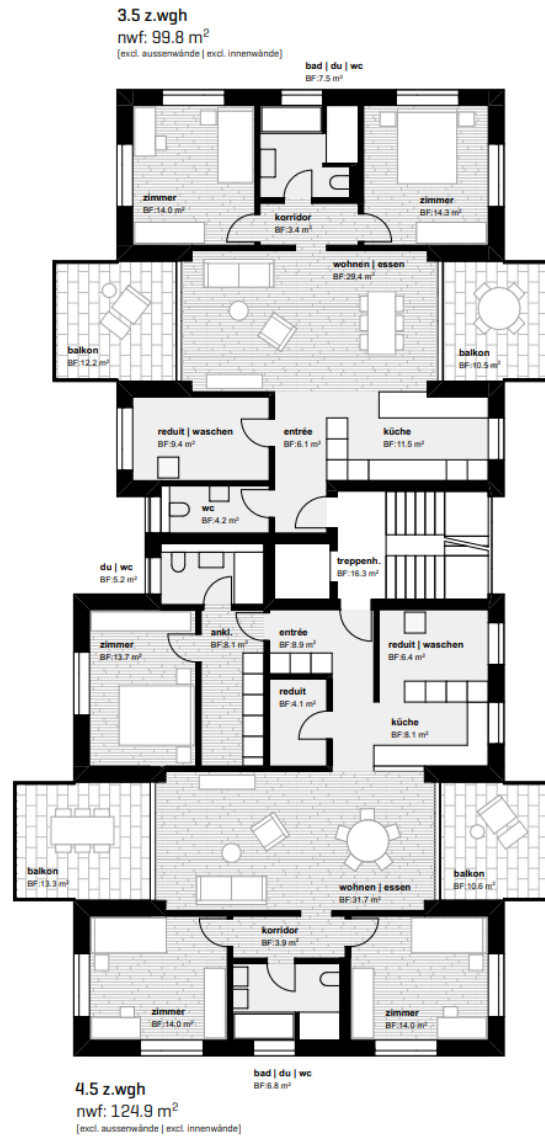 3.5 z.wgh
nwf: 99.8 m²
[excl. aussenwände | excl. innenwände]
bad | du | wc
BF:7.5 m²
zimmer
BF:14.0 m²
zimmer
BF:14.3 m²
korridor
BF:3.4 m²
wohnen | essen
BF:29.4 m²
balkon
BF:12.2 m²
balkon
BF:10.5 m²
reduit | waschen
BF:9.4 m²
entrée
BF:6.1 m²
küche
BF:11.5 m²
wc
BF:4.2 m²
du | wc
BF:5.2 m²
treppenh.
BF:16.3 m²
zimmer
BF:13.7 m²
ankl.
BF:8.1 m²
entrée
BF:8.9 m²
reduit | waschen
BF:6.4 m²
reduit
BF:4.1 m²
küche
BF:8.1 m²
balkon
BF:13.3 m²
balkon
BF:10.6 m²
wohnen | essen
BF:31.7 m²
korridor
BF:3.9 m²
zimmer
BF:14.0 m²
zimmer
BF:14.0 m²
bad | du | wc
BF:6.8 m²
4.5 z.wgh
nwf: 124.9 m²
[excl. aussenwände | excl. innenwände]